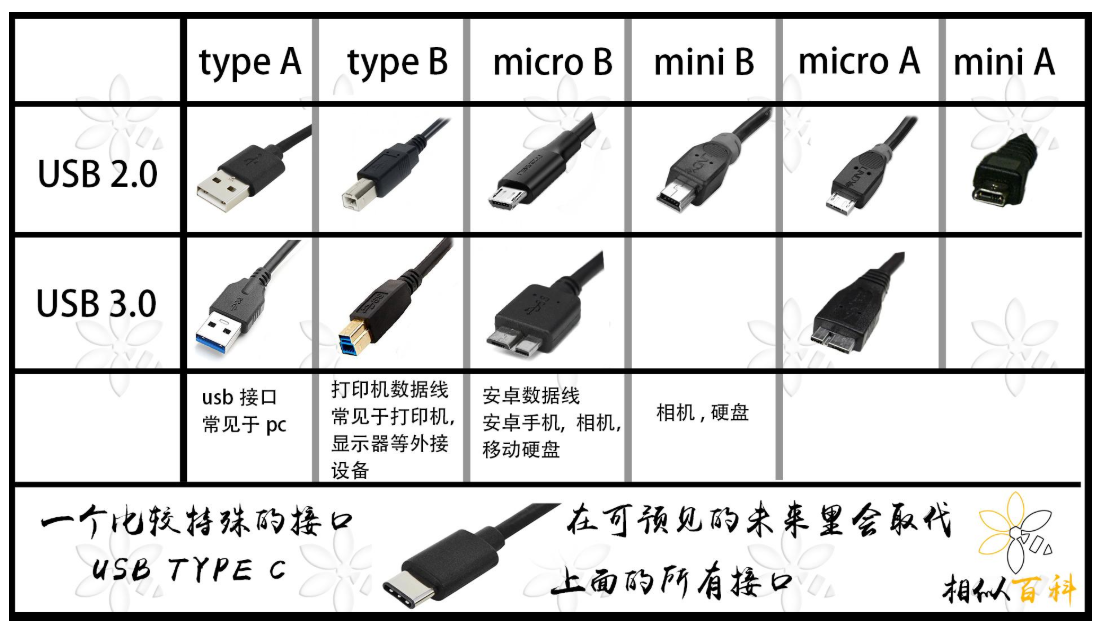 type A type B micro B mini B micro A mini A
USB 2.0
USB 3.0
usb 接口
常见于 pc
打印机数据线
常见于打印机,
显示器等外接
设备
安卓数据线
安卓手机, 相机,
移动硬盘
相机 , 硬盘
一个比较特殊的接口
USB TYPE C
在可预见的未来里会取代
上面的所有接口
相似百科